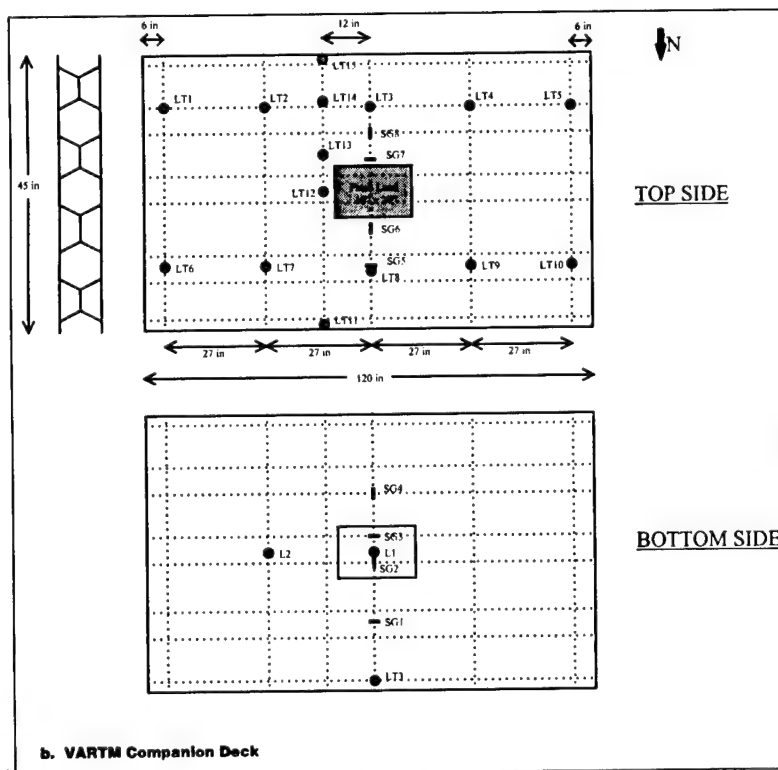 12 in
6 in
6 in
N
LT15
LT1
LT2
LT14
LT3
LT4
LT5
SG8
LT13
SG7
45 in
LT12
TOP SIDE
SG6
SG5
LT6
LT7
LT8
LT9
LT10
LT11
27 in
27 in
27 in
27 in
120 in
SG4
SG3
BOTTOM SIDE
L2
L1
SG2
SG1
LT3
b. VARTM Companion Deck